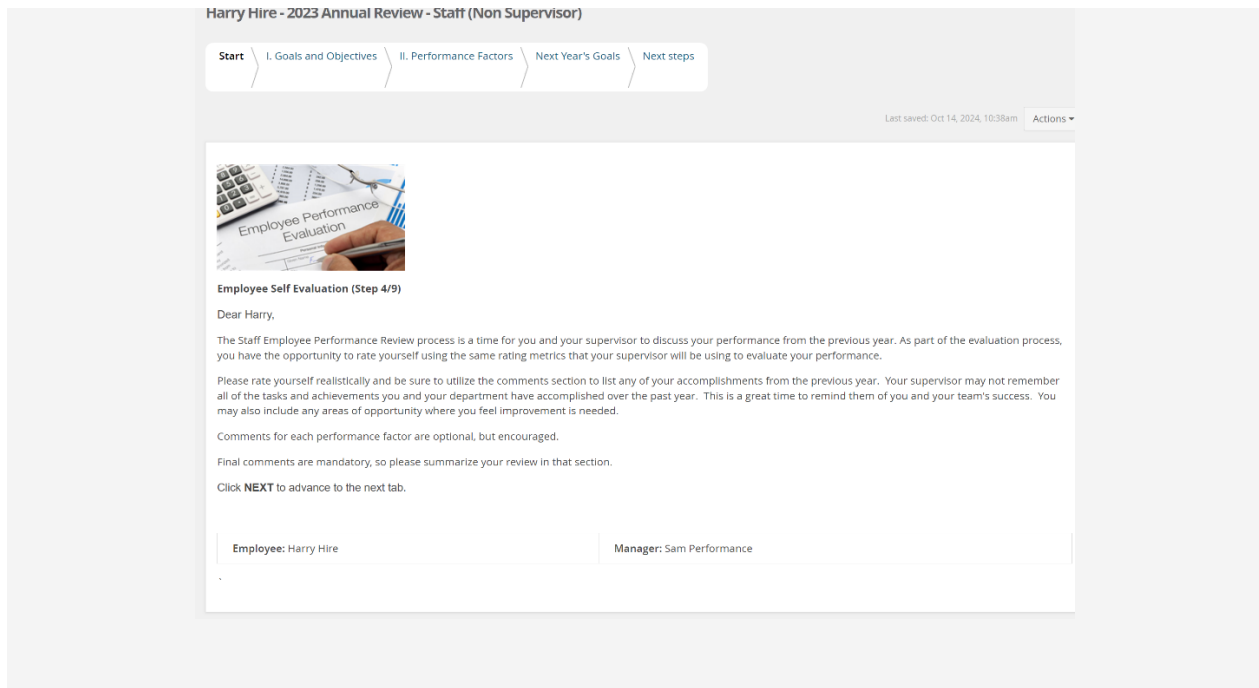 Harry Hire - 2023 Annual Review - Staff (Non Supervisor)
Start
I. Goals and Objectives
II. Performance Factors
Next Year's Goals
Next steps
Last saved: Oct 14, 2024, 10:38am
Actions
Employee Performance
Evaluation
Employee Self Evaluation (Step 4/9)
Dear Harry,
The Staff Employee Performance Review process is a time for you and your supervisor to discuss your performance from the previous year. As part of the evaluation process,
you have the opportunity to rate yourself using the same rating metrics that your supervisor will be using to evaluate your performance.
Please rate yourself realistically and be sure to utilize the comments section to list any of your accomplishments from the previous year. Your supervisor may not remember
all of the tasks and achievements you and your department have accomplished over the past year. This is a great time to remind them of you and your team's success. You
may also include any areas of opportunity where you feel improvement is needed.
Comments for each performance factor are optional, but encouraged.
Final comments are mandatory, so please summarize your review in that section.
Click NEXT to advance to the next tab.
Employee: Harry Hire
Manager: Sam Performance